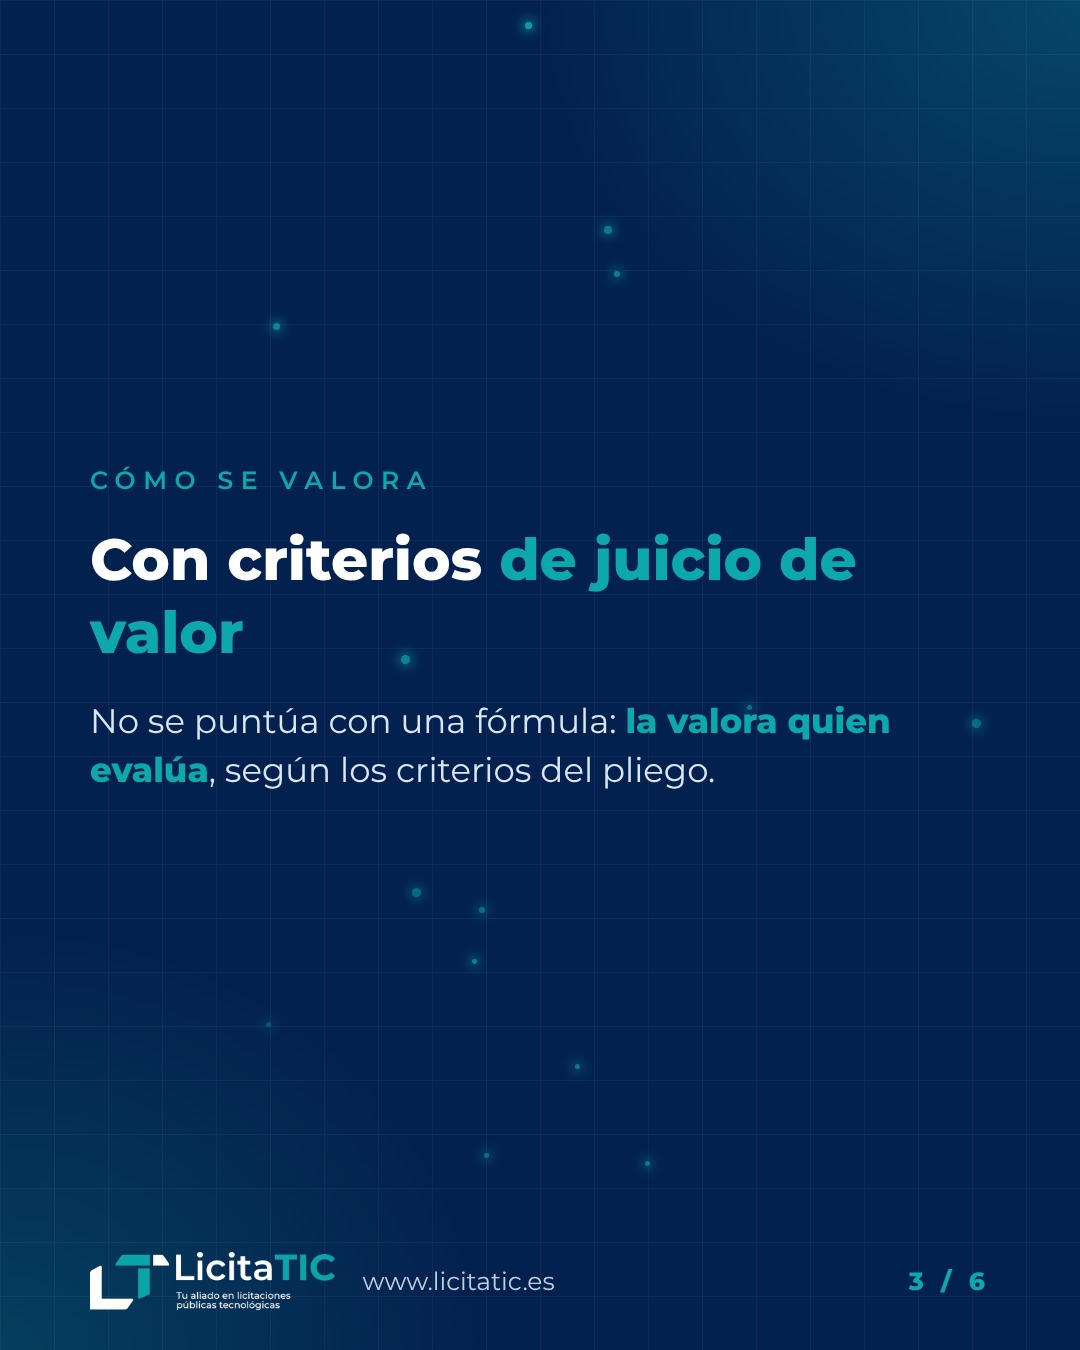 CÓMO SE VALORA
Con criterios de juicio de
valor
No se puntúa con una fórmula: la valora quien
evalúa, según los criterios del pliego.
LicitaTIC
Tu aliado en licitaciones
públicas tecnológicas
www.licitatic.es
3 / 6